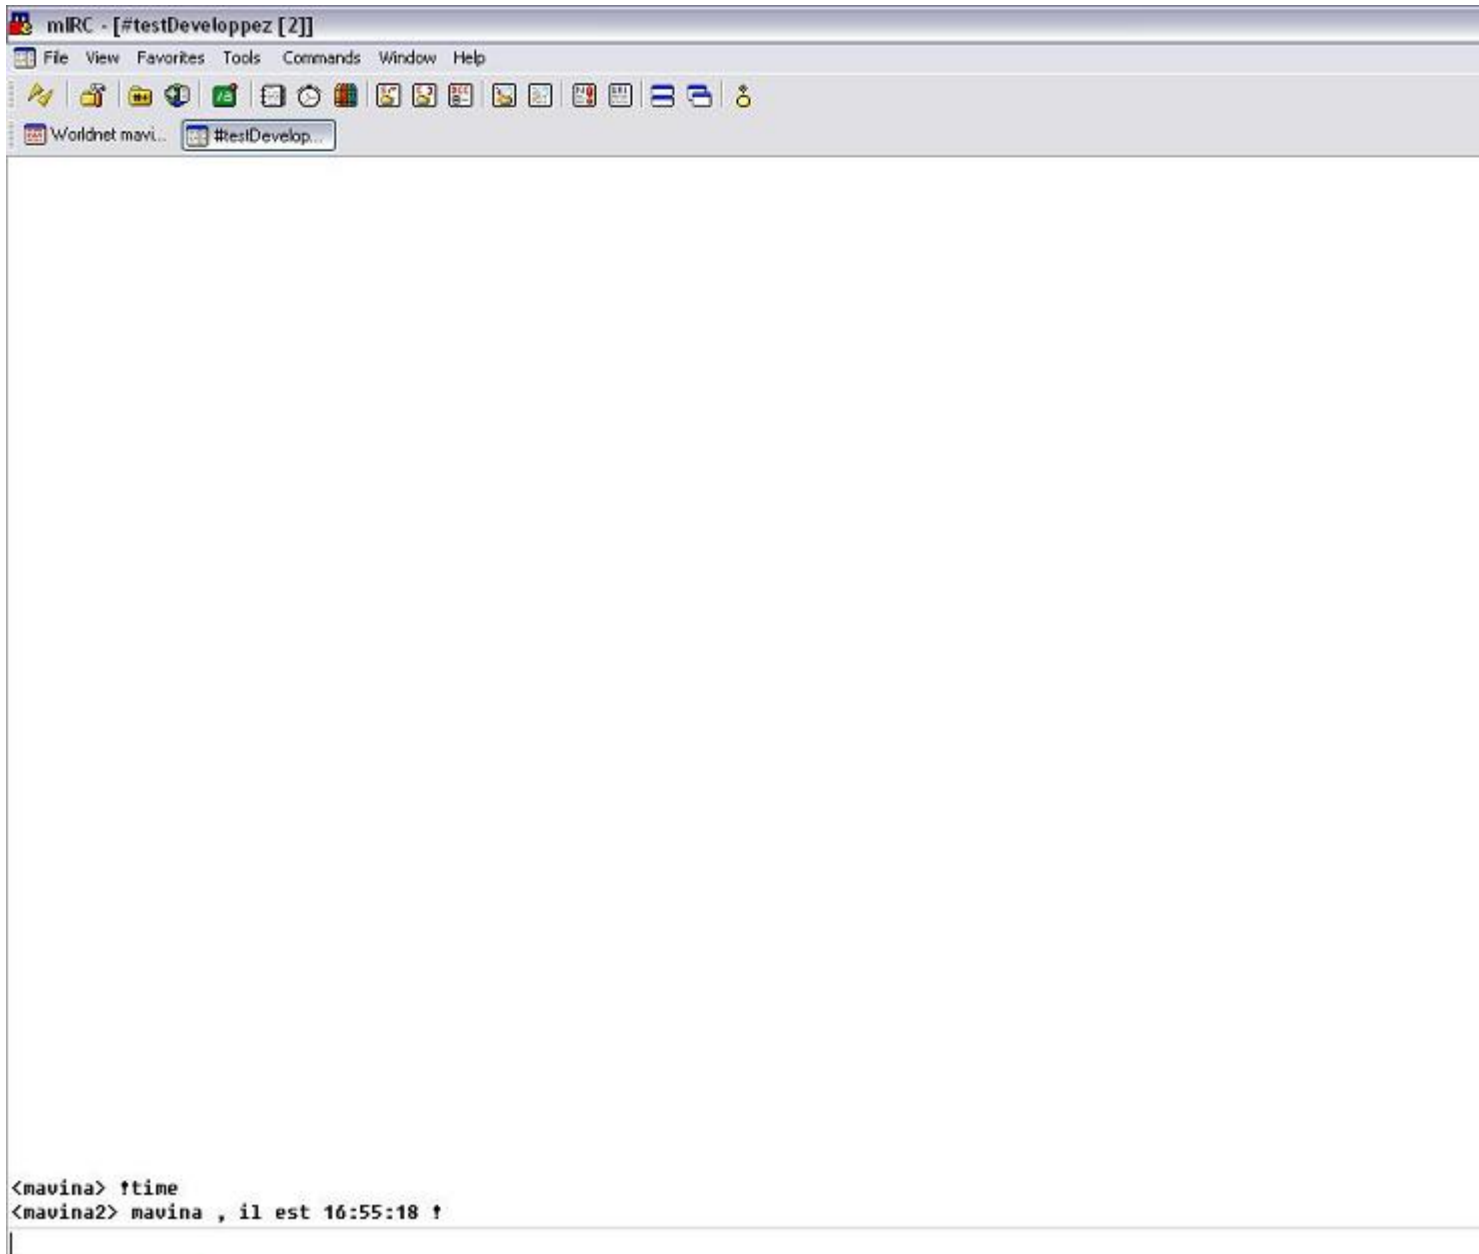 mIRC - [#testDeveloppez [2]]
File View Favorites Tools Commands Window Help
Worldnet mavi... #testDevelop...
<mavina> !time
<mavina2> mavina , il est 16:55:18 !